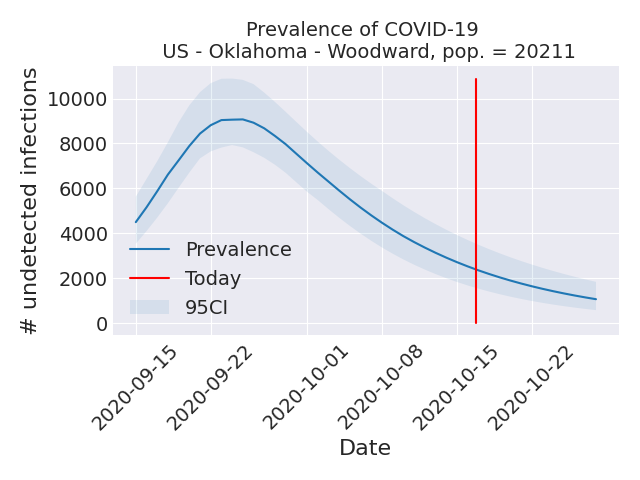 Prevalence of COVID-19
US - Oklahoma - Woodward, pop. = 20211
# undetected infections
10000
8000
6000
4000
2000
0
Prevalence
Today
95CI
2020-09-15
2020-09-22
2020-10-01
2020-10-08
2020-10-15
2020-10-22
Date